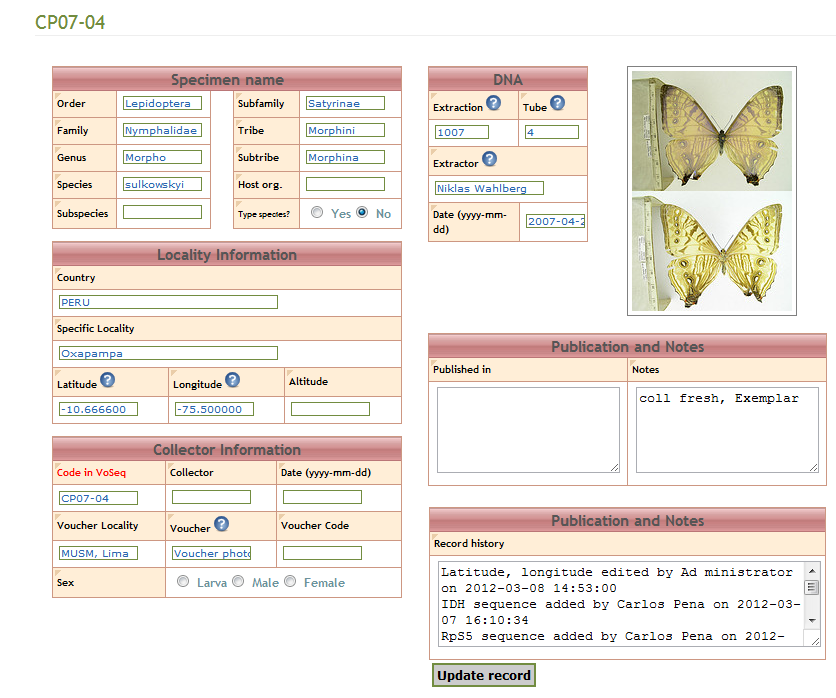 CP07-04
Specimen name
Order Lepidoptera Subfamily Satyrinae
Family Nymphalidae Tribe Morphini
Genus Morpho Subtribe Morphina
Species sulkowskyi Host org.
Subspecies Type species? Yes No
Locality Information
Country
PERU
Specific Locality
Oxapampa
Latitude ? Longitude ? Altitude
-10.666600 -75.500000
Collector Information
Code in VoSeq Collector Date (yyyy-mm-dd)
CP07-04
Voucher Locality Voucher ? Voucher Code
MUSM, Lima Voucher phot
Sex Larva Male Female
DNA
Extraction ? Tube ?
1007 4
Extractor ?
Niklas Wahlberg
Date (yyyy-mm-
dd) 2007-04-2
Publication and Notes
Published in Notes
coll fresh, Exemplar
Publication and Notes
Record history
Latitude, longitude edited by Ad ministrator
on 2012-03-08 14:53:00
IDH sequence added by Carlos Pena on 2012-03-
07 16:10:34
RpS5 sequence added by Carlos Pena on 2012-
Update record